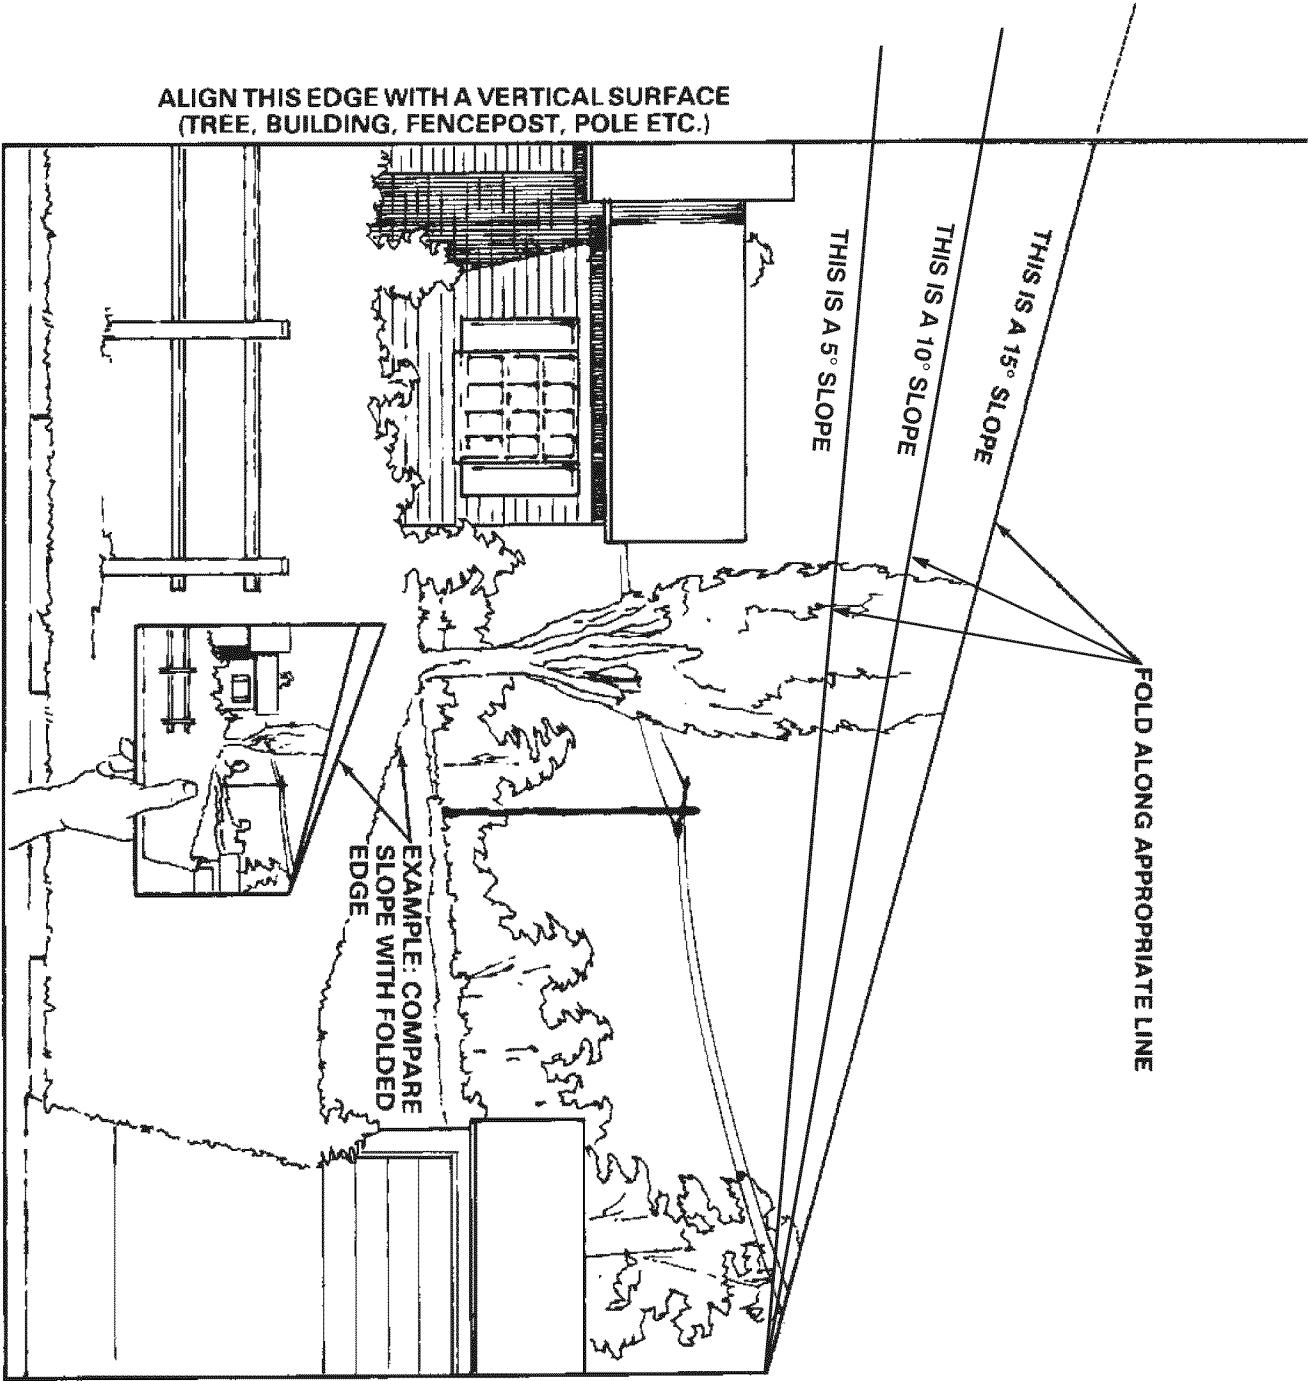 ALIGN THIS EDGE WITH A VERTICAL SURFACE
(TREE, BUILDING, FENCEPOST, POLE ETC.)
THIS IS A 15° SLOPE
THIS IS A 10° SLOPE
THIS IS A 5° SLOPE
FOLD ALONG APPROPRIATE LINE
EXAMPLE: COMPARE
SLOPE WITH FOLDED
EDGE